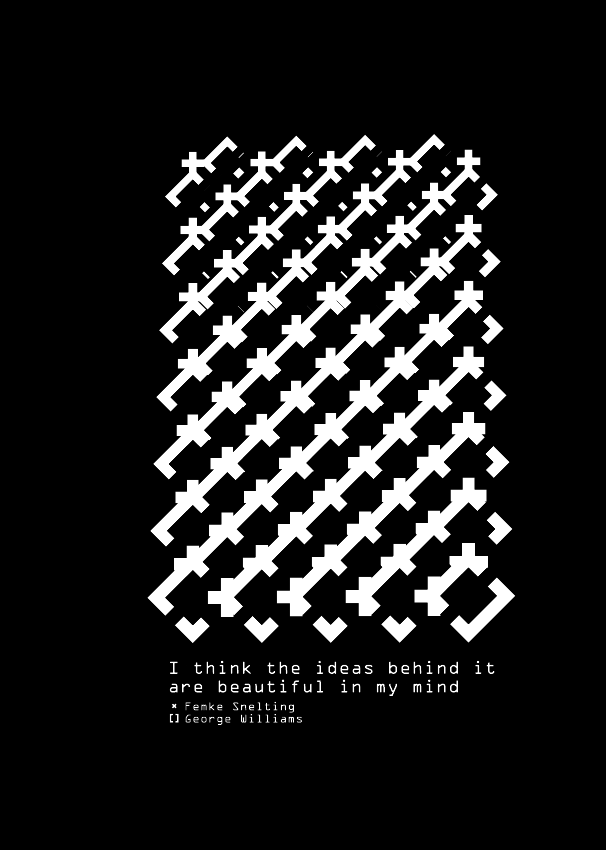 I think the ideas behind it
are beautiful in my mind
× Femke Snelting
[] George Williams